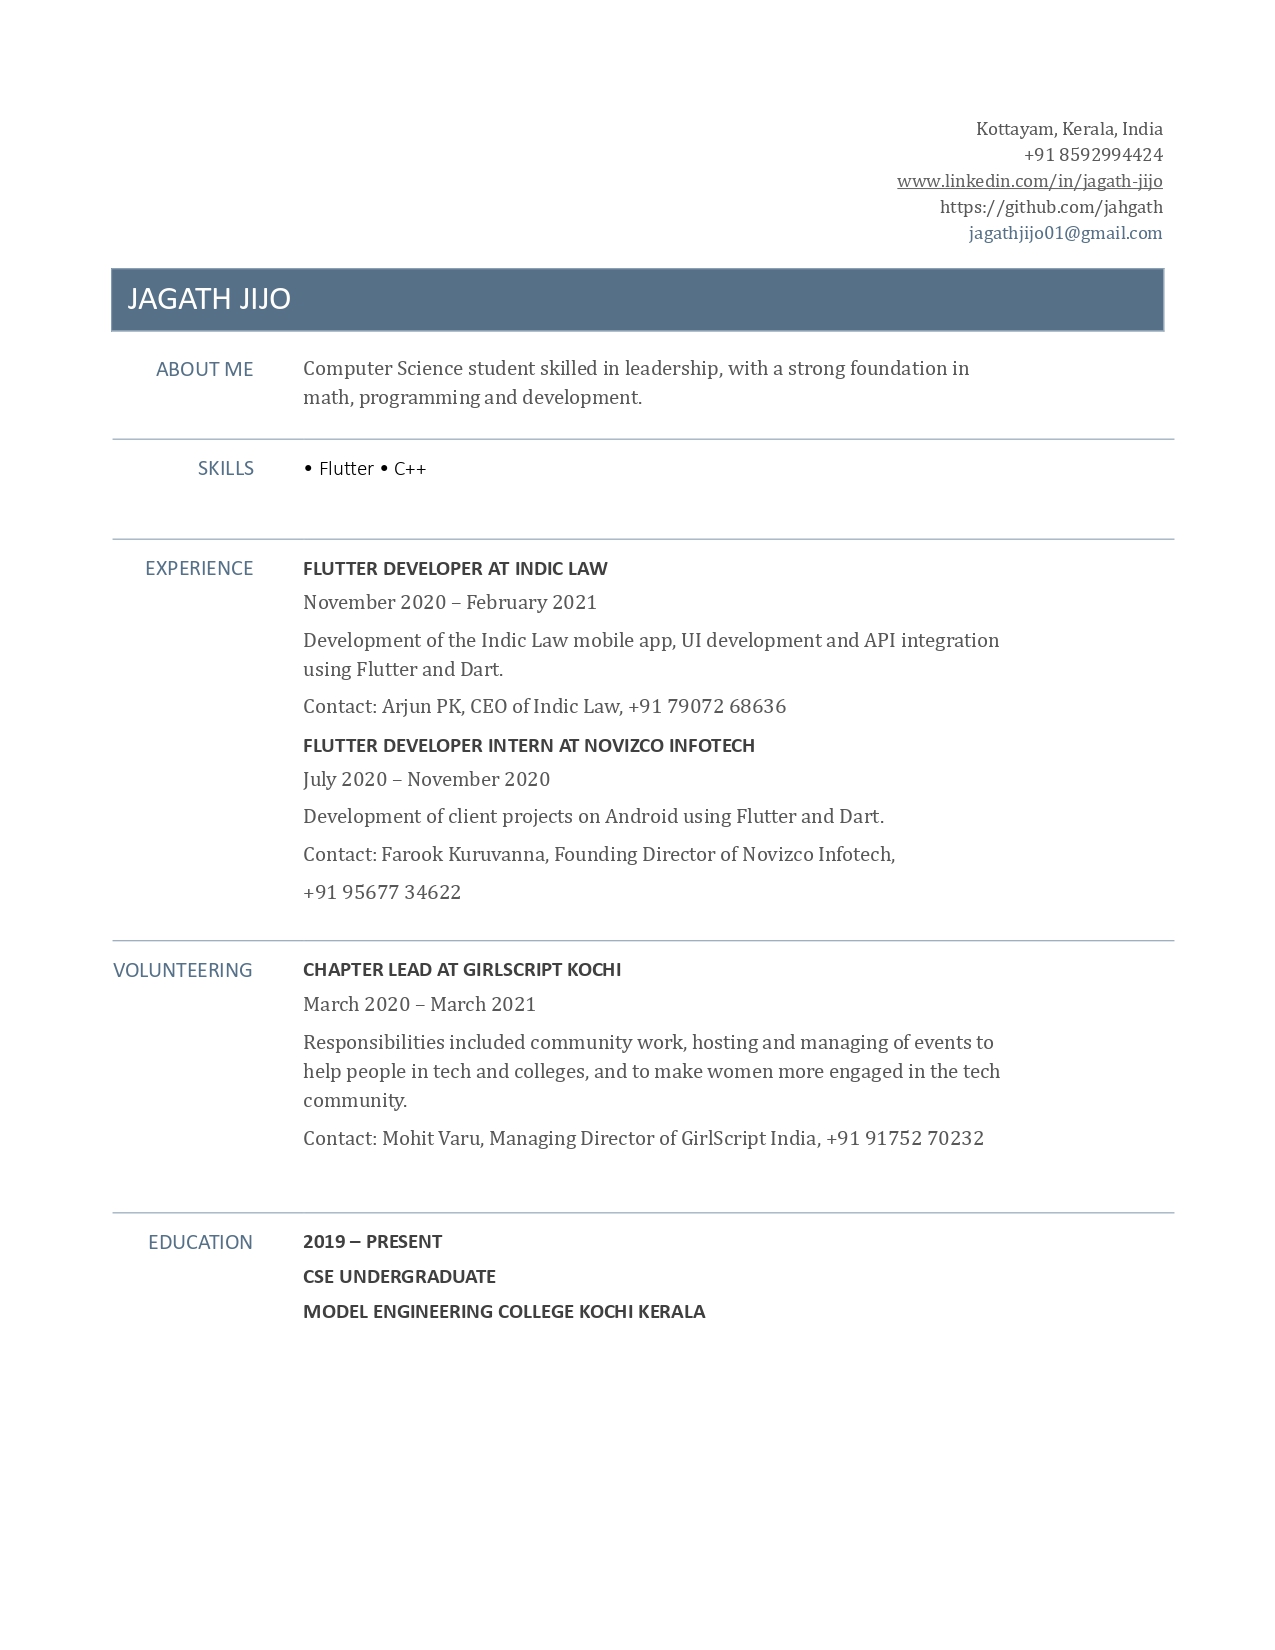 Kottayam, Kerala, India
+91 8592994424
www.linkedin.com/in/jagath-jijo
https://github.com/jahgath
jagathjijo01@gmail.com
JAGATH JIJO
ABOUT ME
Computer Science student skilled in leadership, with a strong foundation in
math, programming and development.
SKILLS
• Flutter • C++
EXPERIENCE
FLUTTER DEVELOPER AT INDIC LAW
November 2020 – February 2021
Development of the Indic Law mobile app, UI development and API integration
using Flutter and Dart.
Contact: Arjun PK, CEO of Indic Law, +91 79072 68636
FLUTTER DEVELOPER INTERN AT NOVIZCO INFOTECH
July 2020 – November 2020
Development of client projects on Android using Flutter and Dart.
Contact: Farook Kuruvanna, Founding Director of Novizco Infotech,
+91 95677 34622
VOLUNTEERING
CHAPTER LEAD AT GIRLSCRIPT KOCHI
March 2020 – March 2021
Responsibilities included community work, hosting and managing of events to
help people in tech and colleges, and to make women more engaged in the tech
community.
Contact: Mohit Varu, Managing Director of GirlScript India, +91 91752 70232
EDUCATION
2019 – PRESENT
CSE UNDERGRADUATE
MODEL ENGINEERING COLLEGE KOCHI KERALA